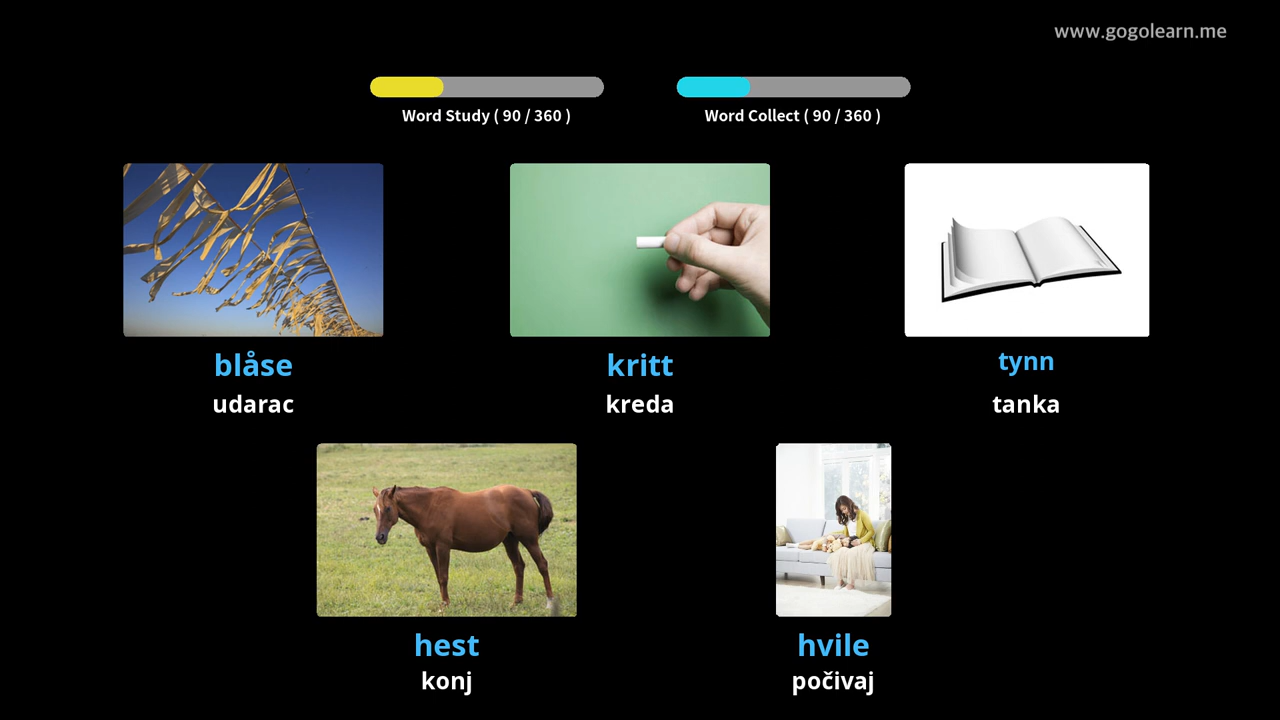 www.gogolearn.me
Word Study ( 90 / 360 )
Word Collect ( 90 / 360 )
blåse
udarac
kritt
kreda
tynn
tanka
hest
konj
hvile
počivaj